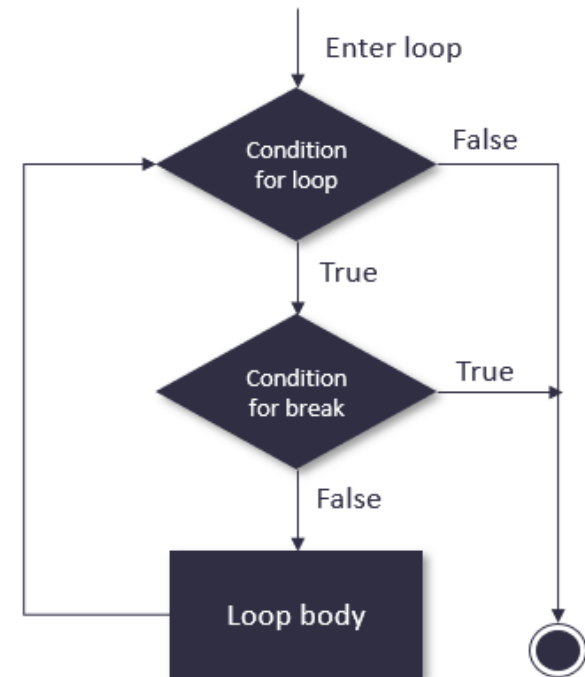 Enter loop
Condition
for loop
False
True
Condition
for break
True
False
Loop body